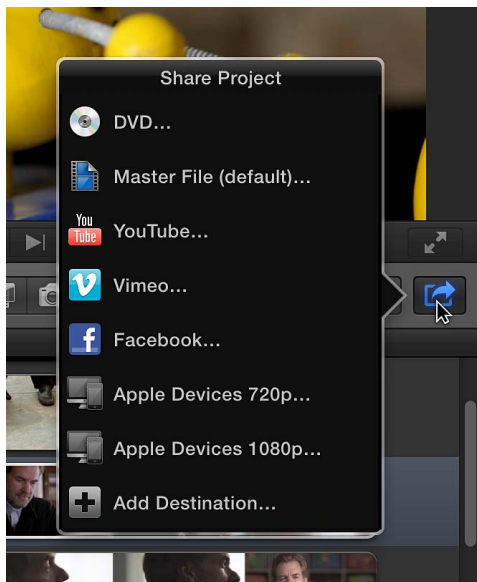 Share Project
DVD...
Master File (default)...
You
Tube
YouTube...
Vimeo...
Facebook...
Apple Devices 720p...
Apple Devices 1080p...
Add Destination...